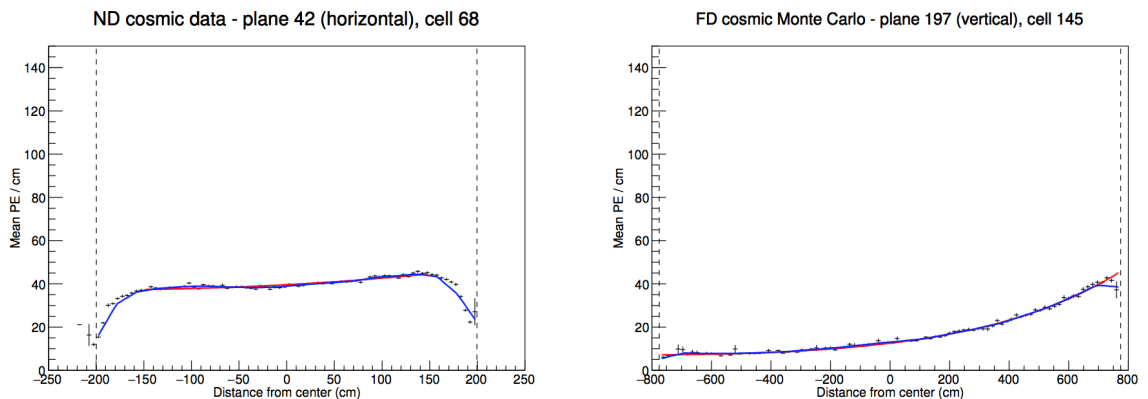 ND cosmic data - plane 42 (horizontal), cell 68
Mean PE / cm
140
120
100
80
60
40
20
0
−250 −200 −150 −100 −50 0 50 100 150 200 250
Distance from center (cm)
FD cosmic Monte Carlo - plane 197 (vertical), cell 145
Mean PE / cm
140
120
100
80
60
40
20
0
−800 −600 −400 −200 0 200 400 600 800
Distance from center (cm)